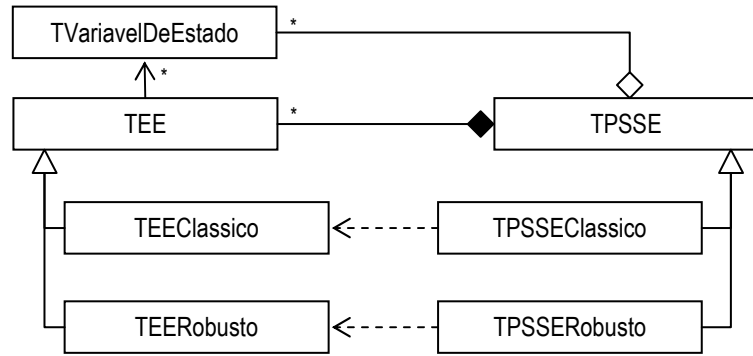 TVariavelDeEstado
*
*
TEE
*
TPSSE
TEEClassico
TPSSEClassico
TEERobusto
TPSSERobusto